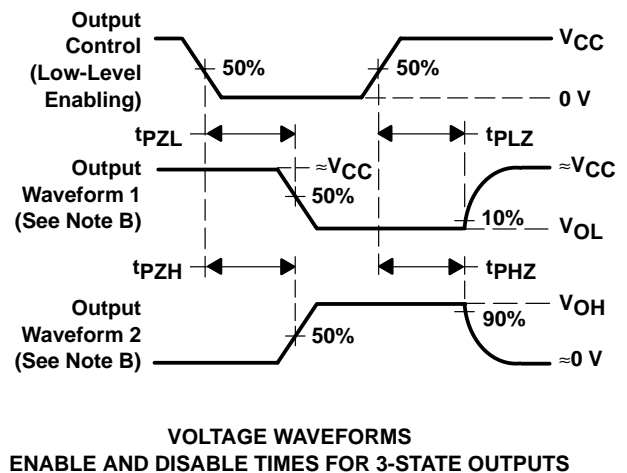 Output
Control
(Low-Level
Enabling)
50%
50%
VCC
0 V
tPZL
tPLZ
Output
Waveform 1
(See Note B)
≈VCC
50%
≈VCC
10%
VOL
tPZH
tPHZ
Output
Waveform 2
(See Note B)
50%
VOH
90%
≈0 V
VOLTAGE WAVEFORMS
ENABLE AND DISABLE TIMES FOR 3-STATE OUTPUTS